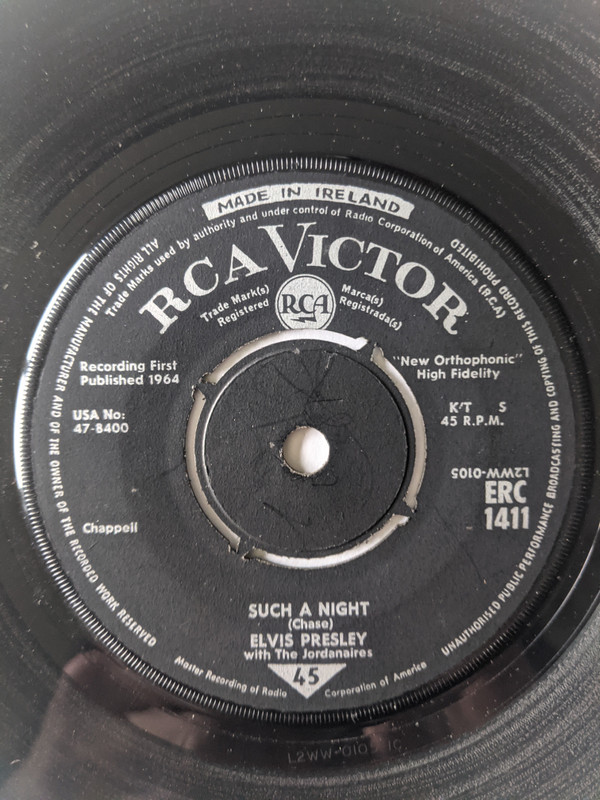 MADE IN IRELAND
Trade Marks used by authority and under control of Radio Corporation of America (R.C.A)
ALL RIGHTS OF THE MANUFACTURER AND OF THE OWNER OF THE RECORDED WORK RESERVED
UNAUTHORISED PUBLIC PERFORMANCE BROADCASTING AND COPYING OF THIS RECORD PROHIBITED
RCA VICTOR
Trade Mark(s)
Registered
RCA
Marca(s)
Registrada(s)
Recording First
Published 1964
"New Orthophonic"
High Fidelity
USA No:
47-8400
K/T S
45 R.P.M.
L2WW-0105
ERC
1411
Chappell
SUCH A NIGHT
(Chase)
ELVIS PRESLEY
with The Jordanaires
45
Master Recording of Radio Corporation of America